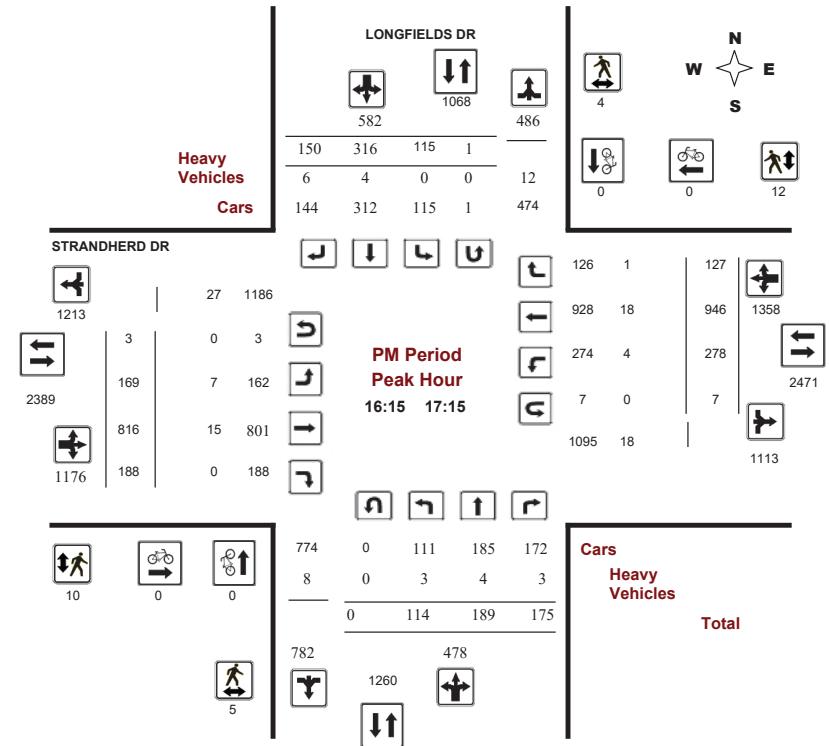 LONGFIELDS DR
N
W E
S
1068
582 486
4
150 316 115 1
Heavy
Vehicles
6 4 0 0 12
Cars
144 312 115 1 474
0 0 12
STRANDHERD DR
1213
27 1186
126 1 127
928 18 946 1358
3 0 3
2389
169 7 162
PM Period
Peak Hour
16:15 17:15
274 4 278
2471
7 0 7
816 15 801
1095 18
1113
1176
188 0 188
774 0 111 185 172
Cars
8 0 3 4 3
Heavy
Vehicles
10 0 0
0 114 189 175
Total
782 478
1260
5